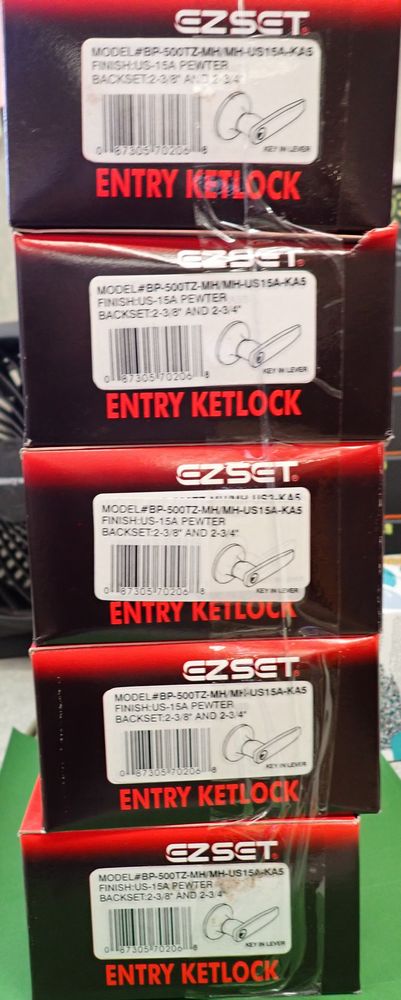 EZSET
MODEL#BP-500TZ-MH/MH-US15A-KA5
FINISH:US-15A PEWTER
BACKSET:2-3/8" AND 2-3/4"
0 87305 70206 8
KEY IN LEVER
ENTRY KETLOCK
EZSET
MODEL#BP-500TZ-MH/MH-US15A-KA5
FINISH:US-15A PEWTER
BACKSET:2-3/8" AND 2-3/4"
0 87305 70206 8
KEY IN LEVER
ENTRY KETLOCK
EZSET
MODEL#BP-500TZ-MH/MH-US15A-KA5
FINISH:US-15A PEWTER
BACKSET:2-3/8" AND 2-3/4"
0 87305 70206 8
KEY IN LEVER
ENTRY KETLOCK
EZSET
MODEL#BP-500TZ-MH/MH-US15A-KA5
FINISH:US-15A PEWTER
BACKSET:2-3/8" AND 2-3/4"
0 87305 70206 8
KEY IN LEVER
ENTRY KETLOCK
EZSET
MODEL#BP-500TZ-MH/MH-US15A-KA5
FINISH:US-15A PEWTER
BACKSET:2-3/8" AND 2-3/4"
0 87305 70206 8
KEY IN LEVER
ENTRY KETLOCK